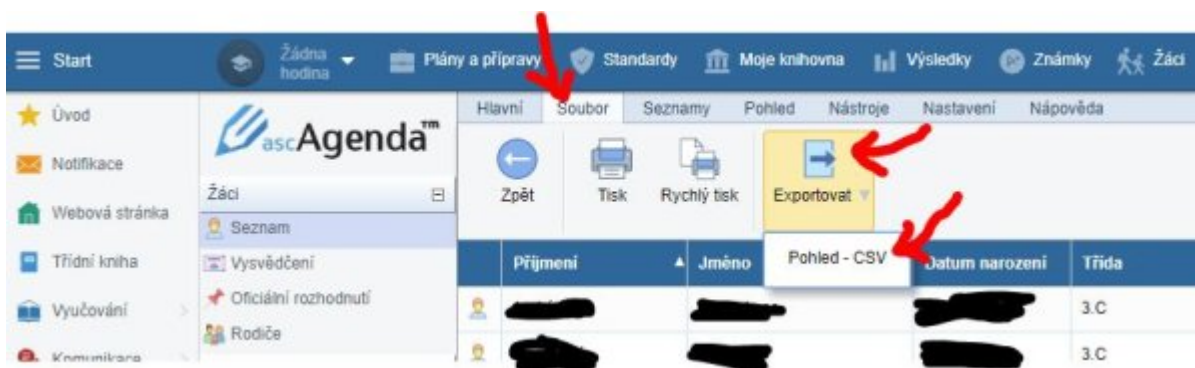 Start
Žádna
hodina
Plány a přípravy
Standardy
Moje knihovna
Výsledky
Známky
Žáci
Úvod
Notifikace
Webová stránka
Třídní kniha
Vyučování
Komunikace
ascAgenda™
Žáci
Seznam
Vysvědčení
Oficiální rozhodnutí
Rodiče
Hlavní Soubor Seznamy Pohled Nástroje Nastavení Nápověda
Zpět Tisk Rychlý tisk Exportovat
Pohled - CSV
Příjmení Jméno Datum narození Třída
3.C
3.C